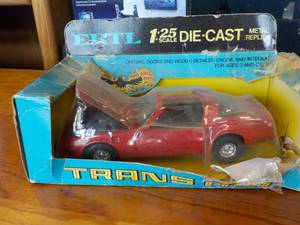 ERTL 1:25 SCALE DIE-CAST METAL REPLICA
OPENING DOORS AND HOOD • DETAILED ENGINE AND INTERIOR
FOR AGES 3 AND
TRANS